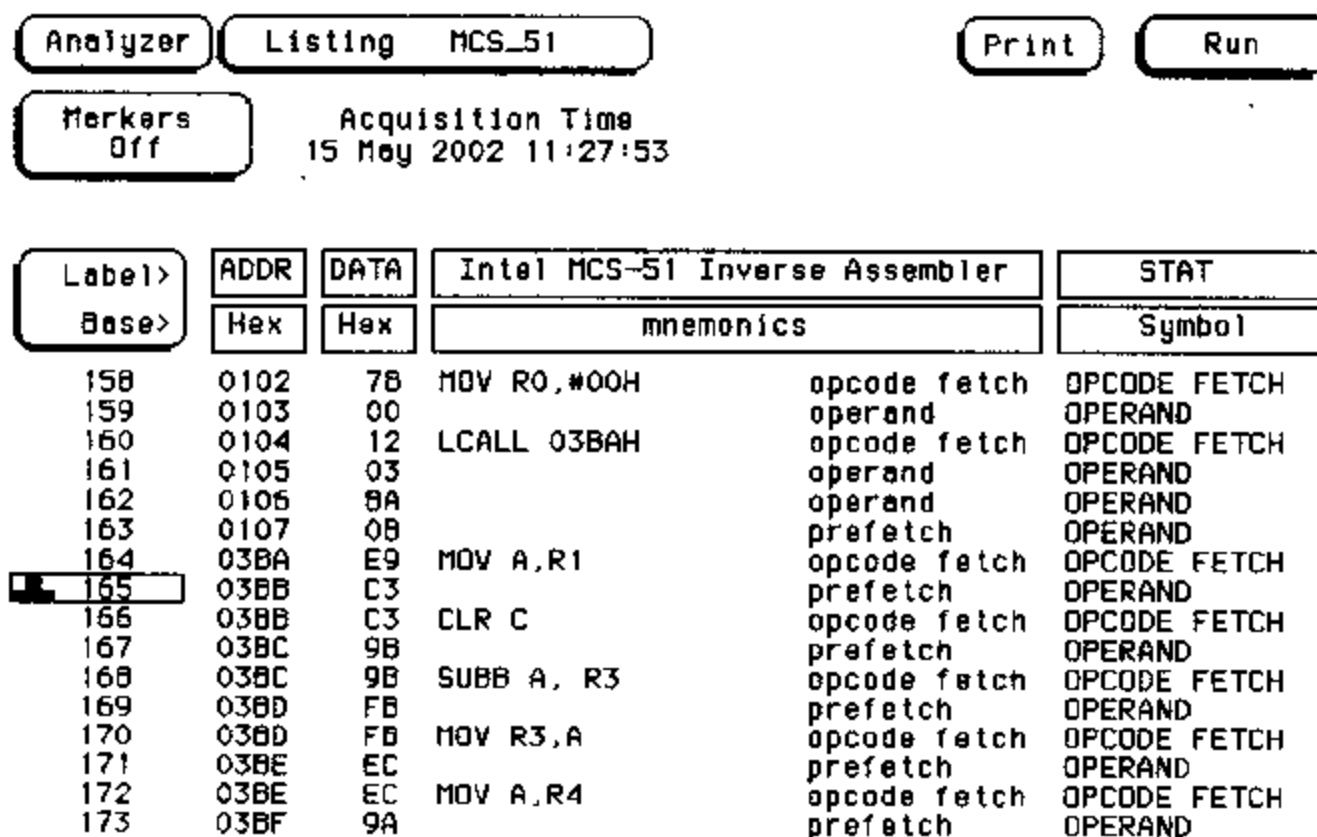 Analyzer Listing MCS_51 Print Run
Markers Off Acquisition Time
15 May 2002 11:27:53
Label> ADDR DATA Intel MCS-51 Inverse Assembler STAT
Base> Hex Hex mnemonics Symbol
158 0102 78 MOV R0,#00H opcode fetch OPCODE FETCH
159 0103 00 operand OPERAND
160 0104 12 LCALL 03BAH opcode fetch OPCODE FETCH
161 0105 03 operand OPERAND
162 0106 BA operand OPERAND
163 0107 0B prefetch OPERAND
164 03BA E9 MOV A,R1 opcode fetch OPCODE FETCH
165 03BB C3 prefetch OPERAND
166 03BB C3 CLR C opcode fetch OPCODE FETCH
167 03BC 9B prefetch OPERAND
168 03BC 9B SUBB A, R3 opcode fetch OPCODE FETCH
169 03BD FB prefetch OPERAND
170 03BD FB MOV R3,A opcode fetch OPCODE FETCH
171 03BE EC prefetch OPERAND
172 03BE EC MOV A,R4 opcode fetch OPCODE FETCH
173 03BF 9A prefetch OPERAND